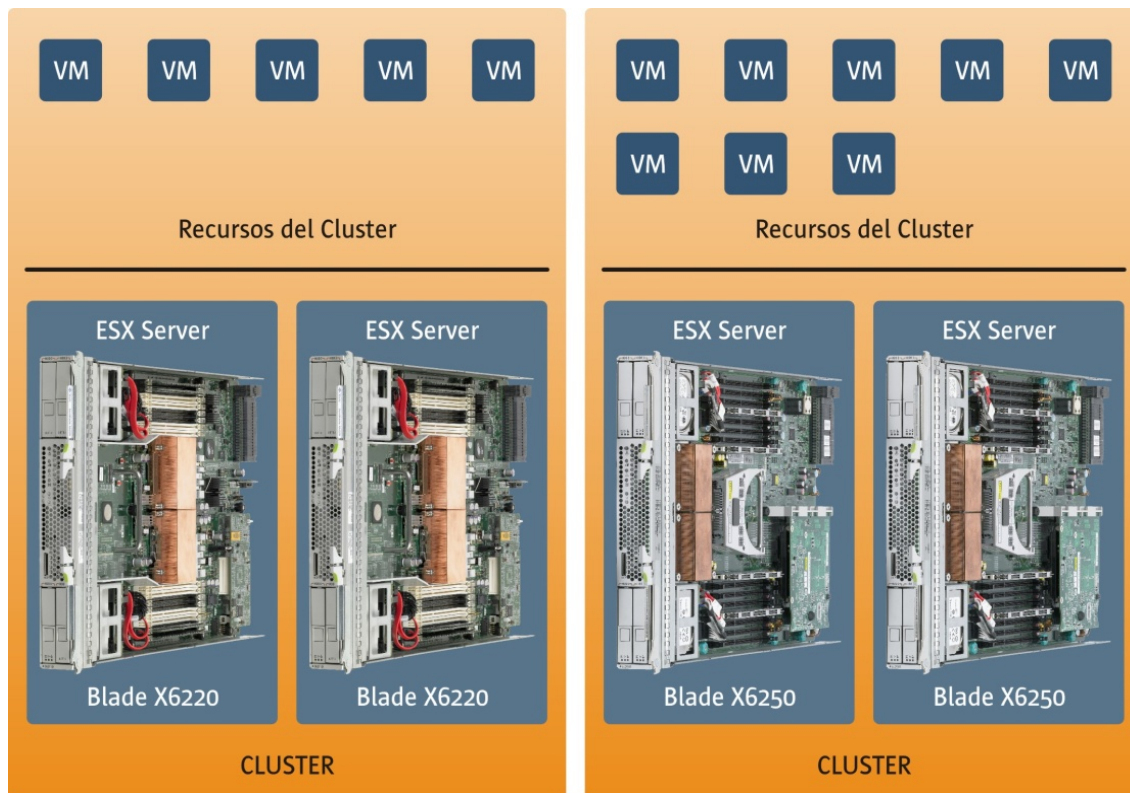 VM VM VM VM VM
Recursos del Cluster
ESX Server ESX Server
Blade X6220 Blade X6220
CLUSTER
VM VM VM VM VM
VM VM VM
Recursos del Cluster
ESX Server ESX Server
Blade X6250 Blade X6250
CLUSTER